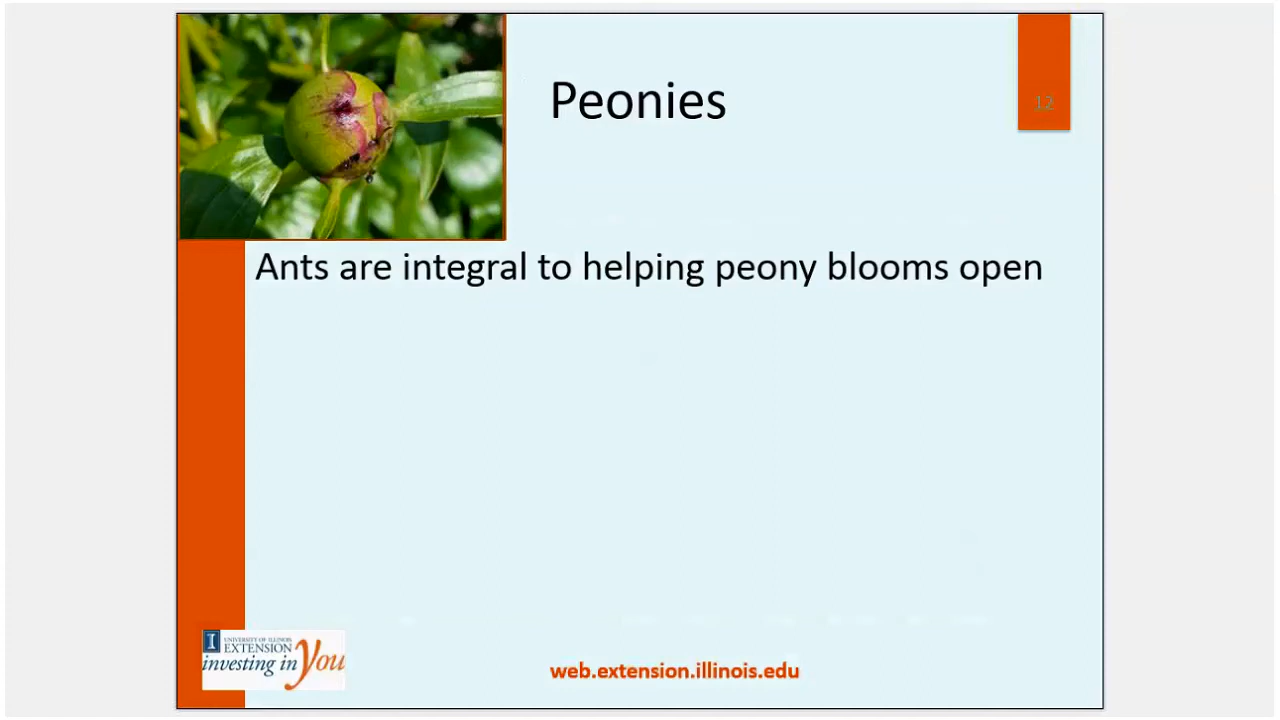 Peonies
12
Ants are integral to helping peony blooms open
UNIVERSITY OF ILLINOIS
EXTENSION
investing in you
web.extension.illinois.edu